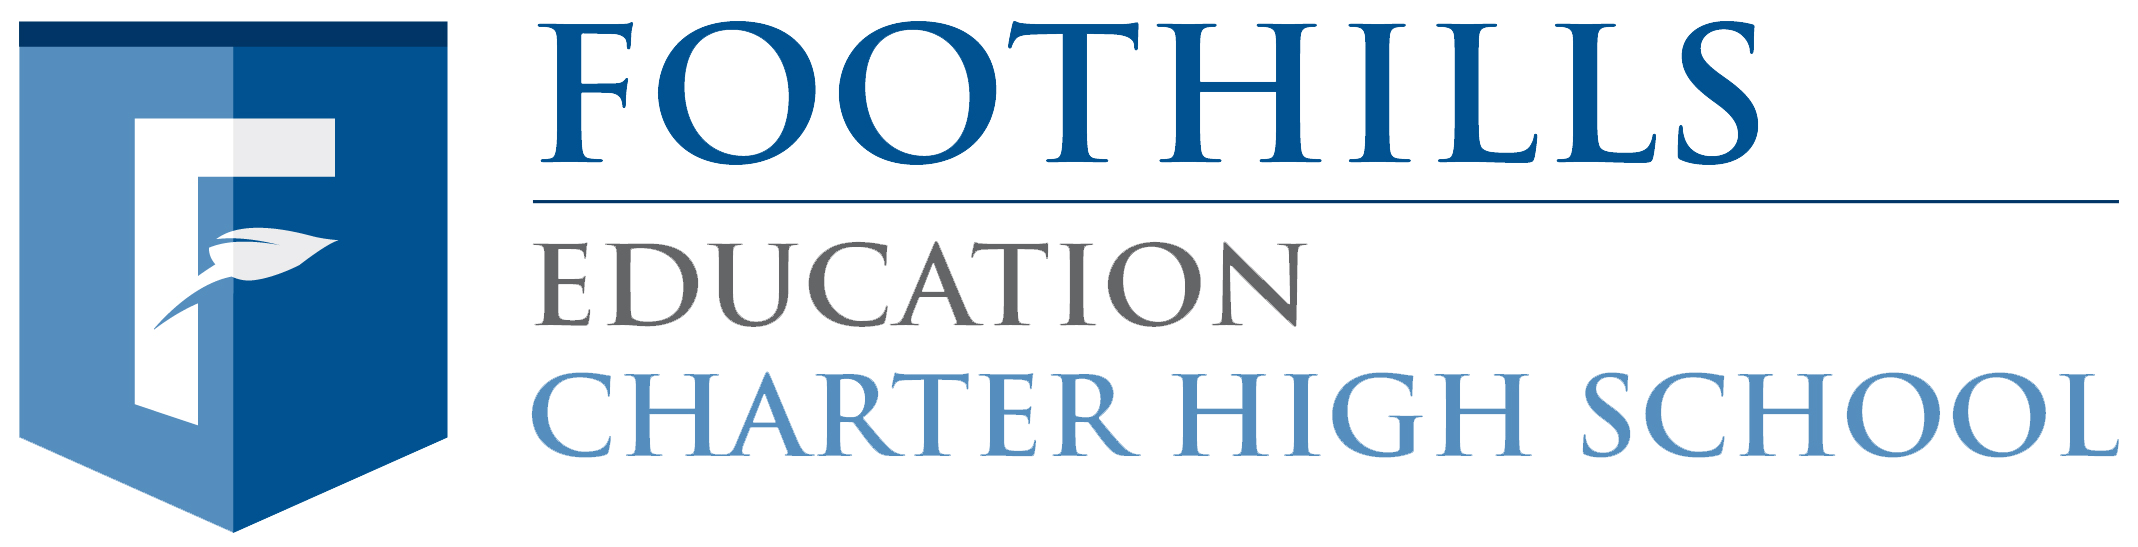 F
FOOTHILLS
EDUCATION
CHARTER HIGH SCHOOL